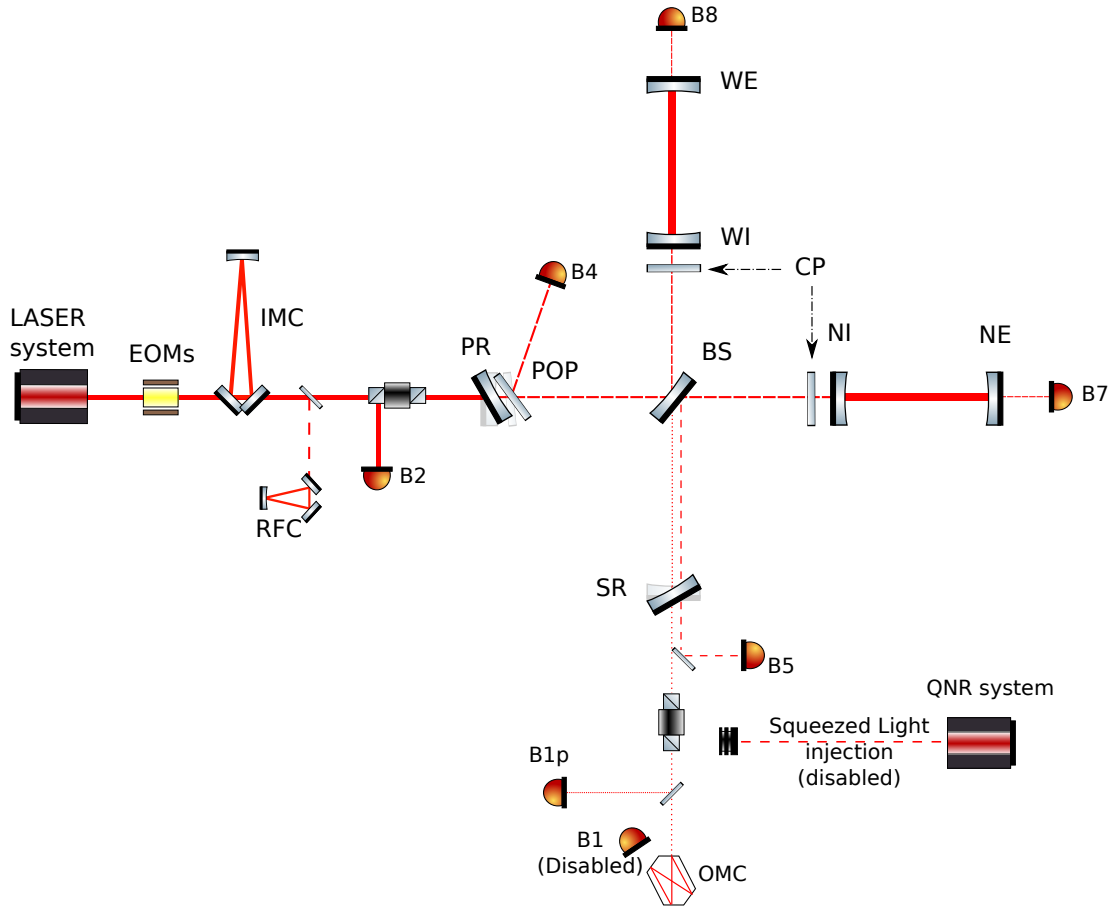 B8
WE
WI
CP
B4
LASER
system
IMC
EOMs
PR
POP
BS
NI
NE
B7
B2
RFC
SR
B5
QNR system
Squeezed Light
injection
(disabled)
B1p
B1
(Disabled)
OMC